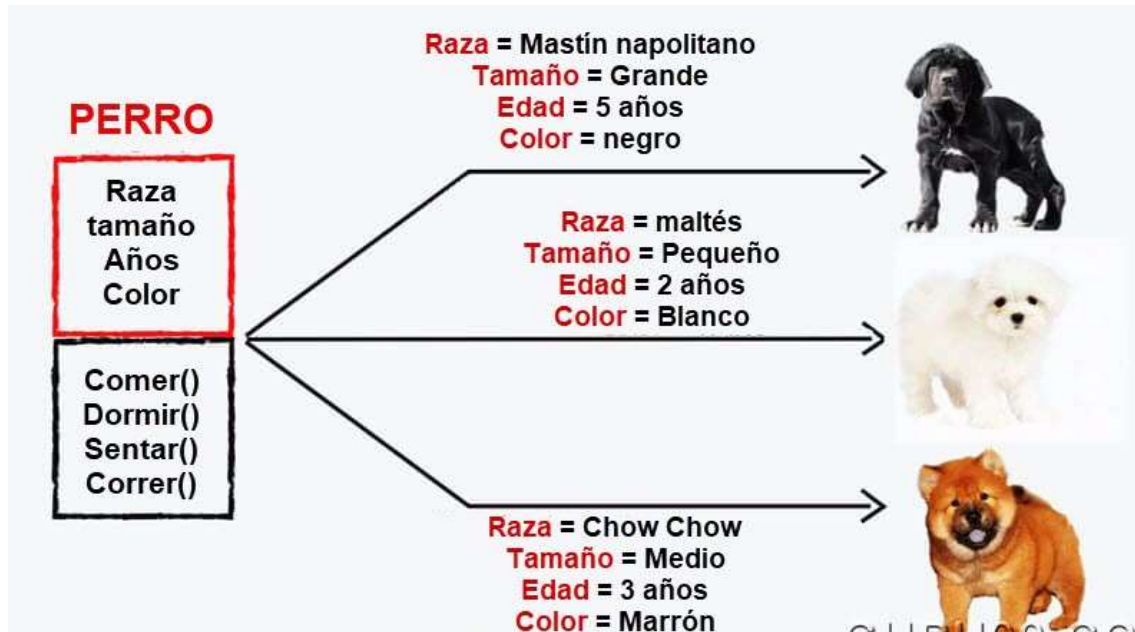 PERRO
Raza
tamaño
Años
Color
Comer()
Dormir()
Sentar()
Correr()
Raza = Mastín napolitano
Tamaño = Grande
Edad = 5 años
Color = negro
Raza = maltés
Tamaño = Pequeño
Edad = 2 años
Color = Blanco
Raza = Chow Chow
Tamaño = Medio
Edad = 3 años
Color = Marrón